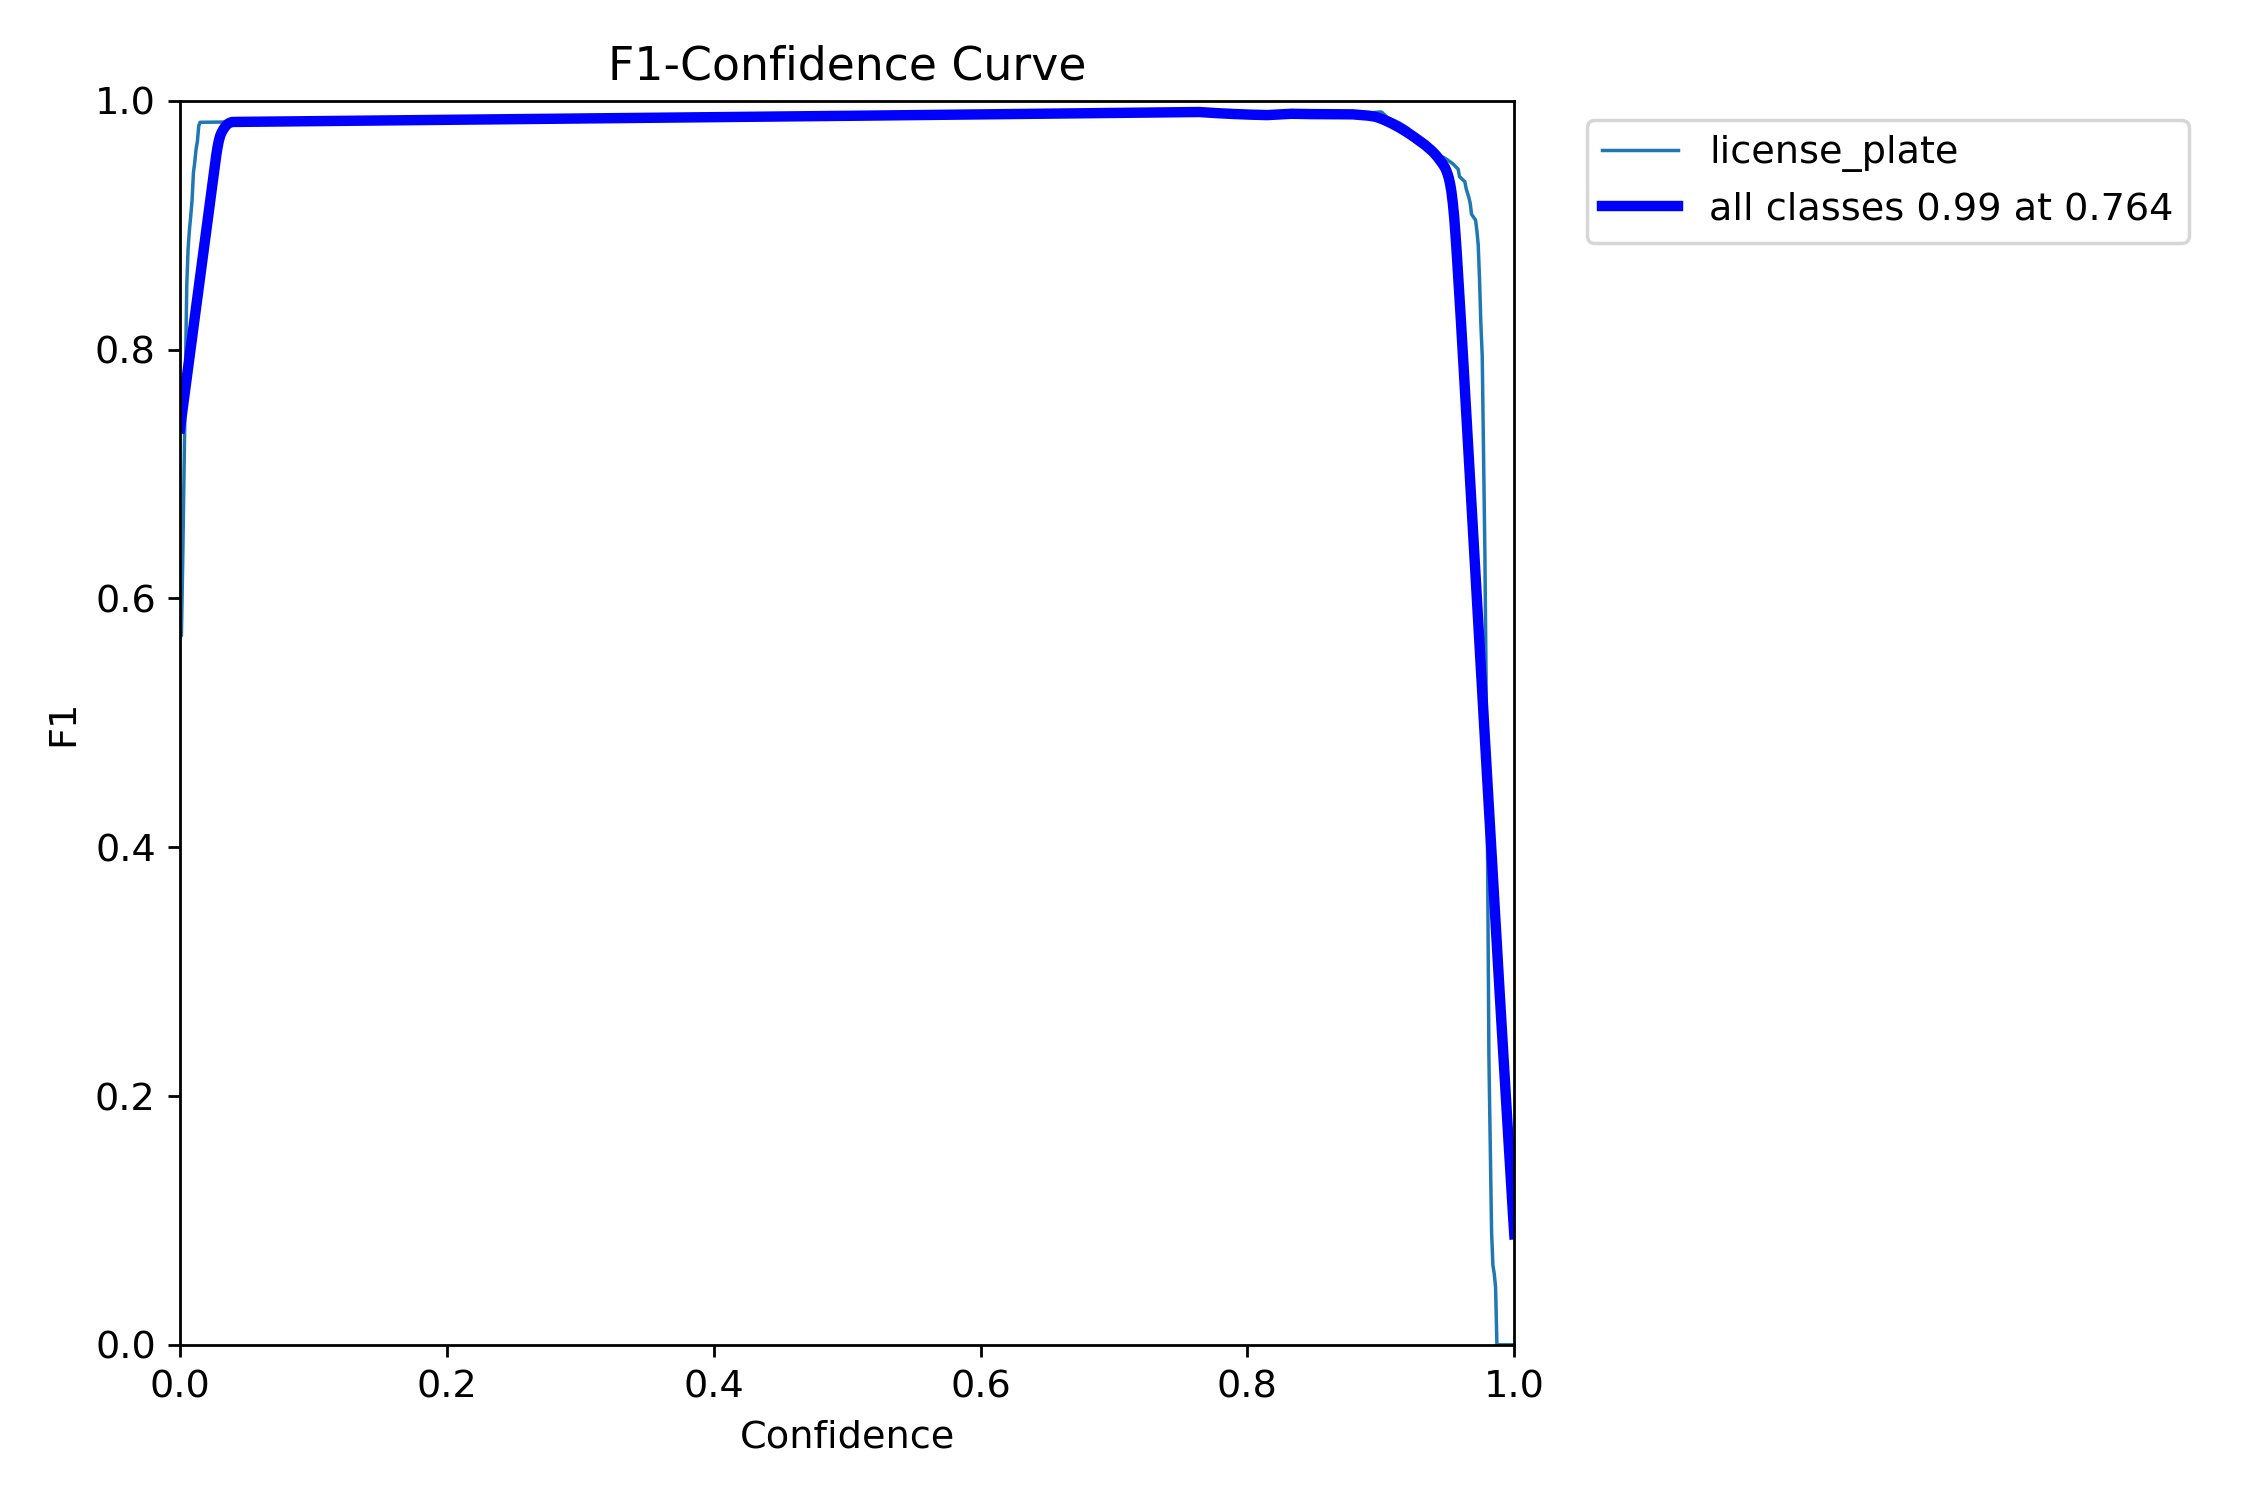 F1-Confidence Curve
1.0
0.8
0.6
0.4
0.2
0.0
F1
0.0 0.2 0.4 0.6 0.8 1.0
Confidence
license_plate
all classes 0.99 at 0.764